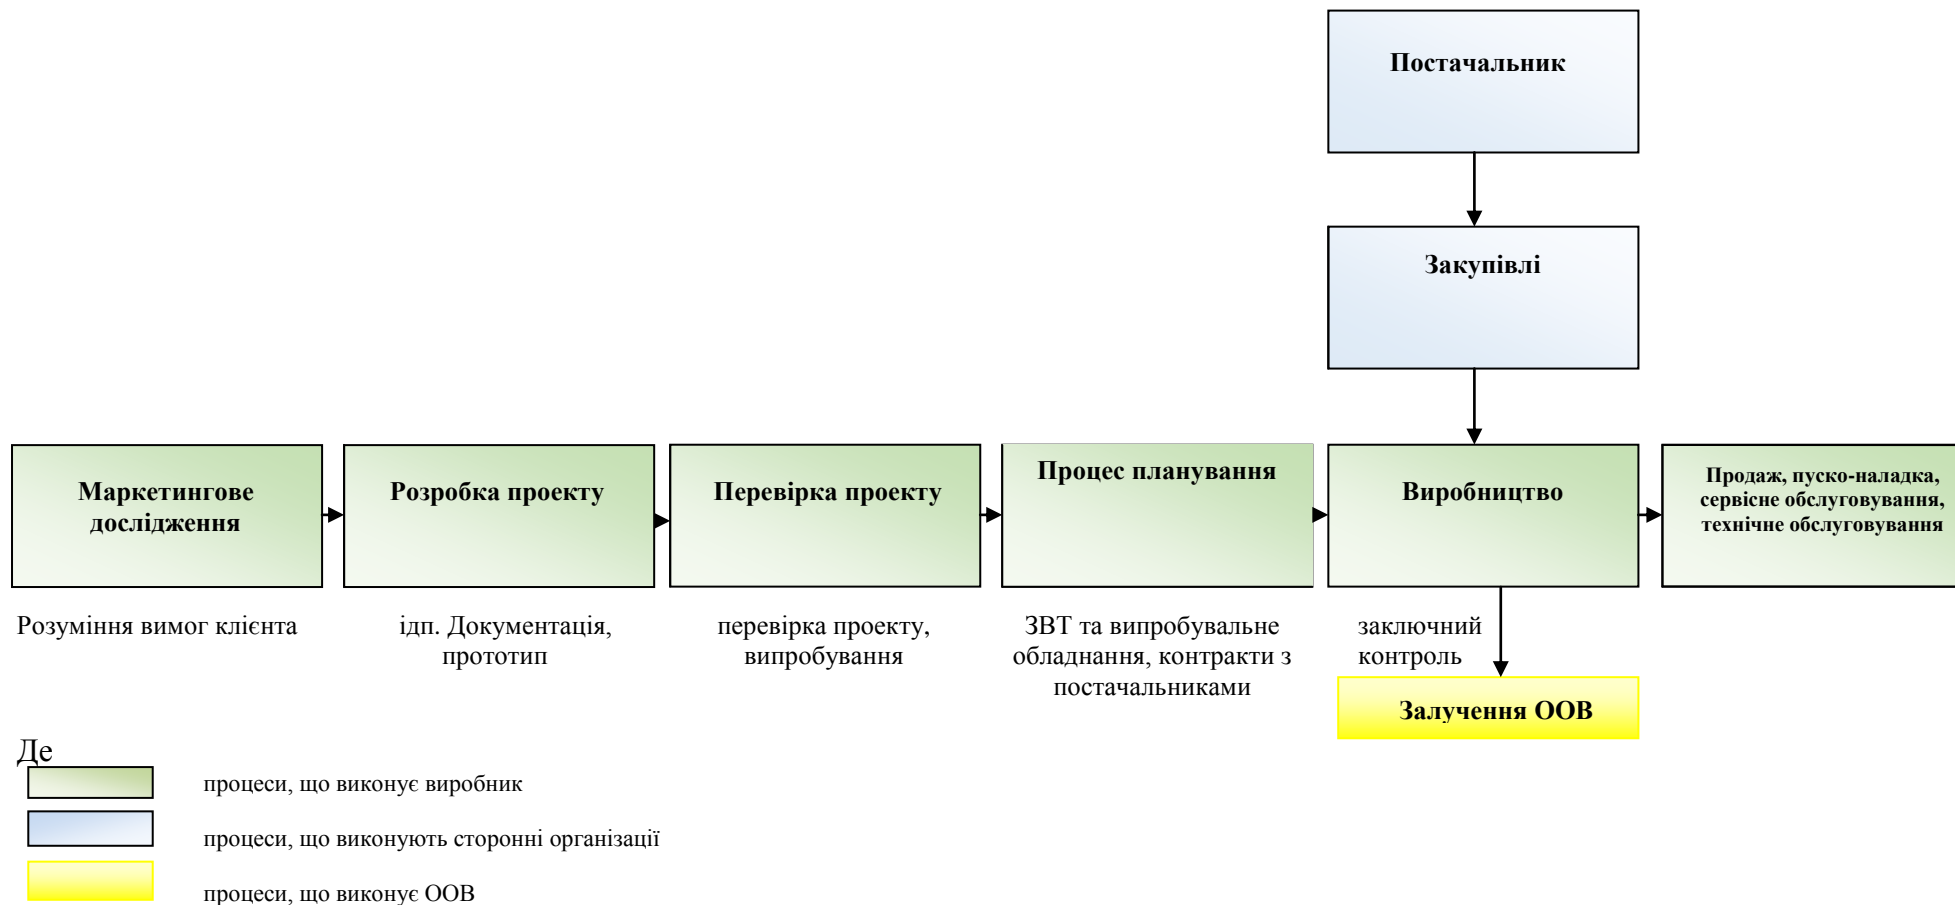 Постачальник
Закупівлі
Маркетингове
дослідження
Розробка проекту
Перевірка проекту
Процес планування
Виробництво
Продаж, пуско-наладка,
сервісне обслуговування,
технічне обслуговування
Розуміння вимог клієнта
ідп. Документація,
прототип
перевірка проекту,
випробування
ЗВТ та випробувальне
обладнання, контракти з
постачальниками
заключний
контроль
Залучення ООВ
Де
процеси, що виконує виробник
процеси, що виконують сторонні організації
процеси, що виконує ООВ